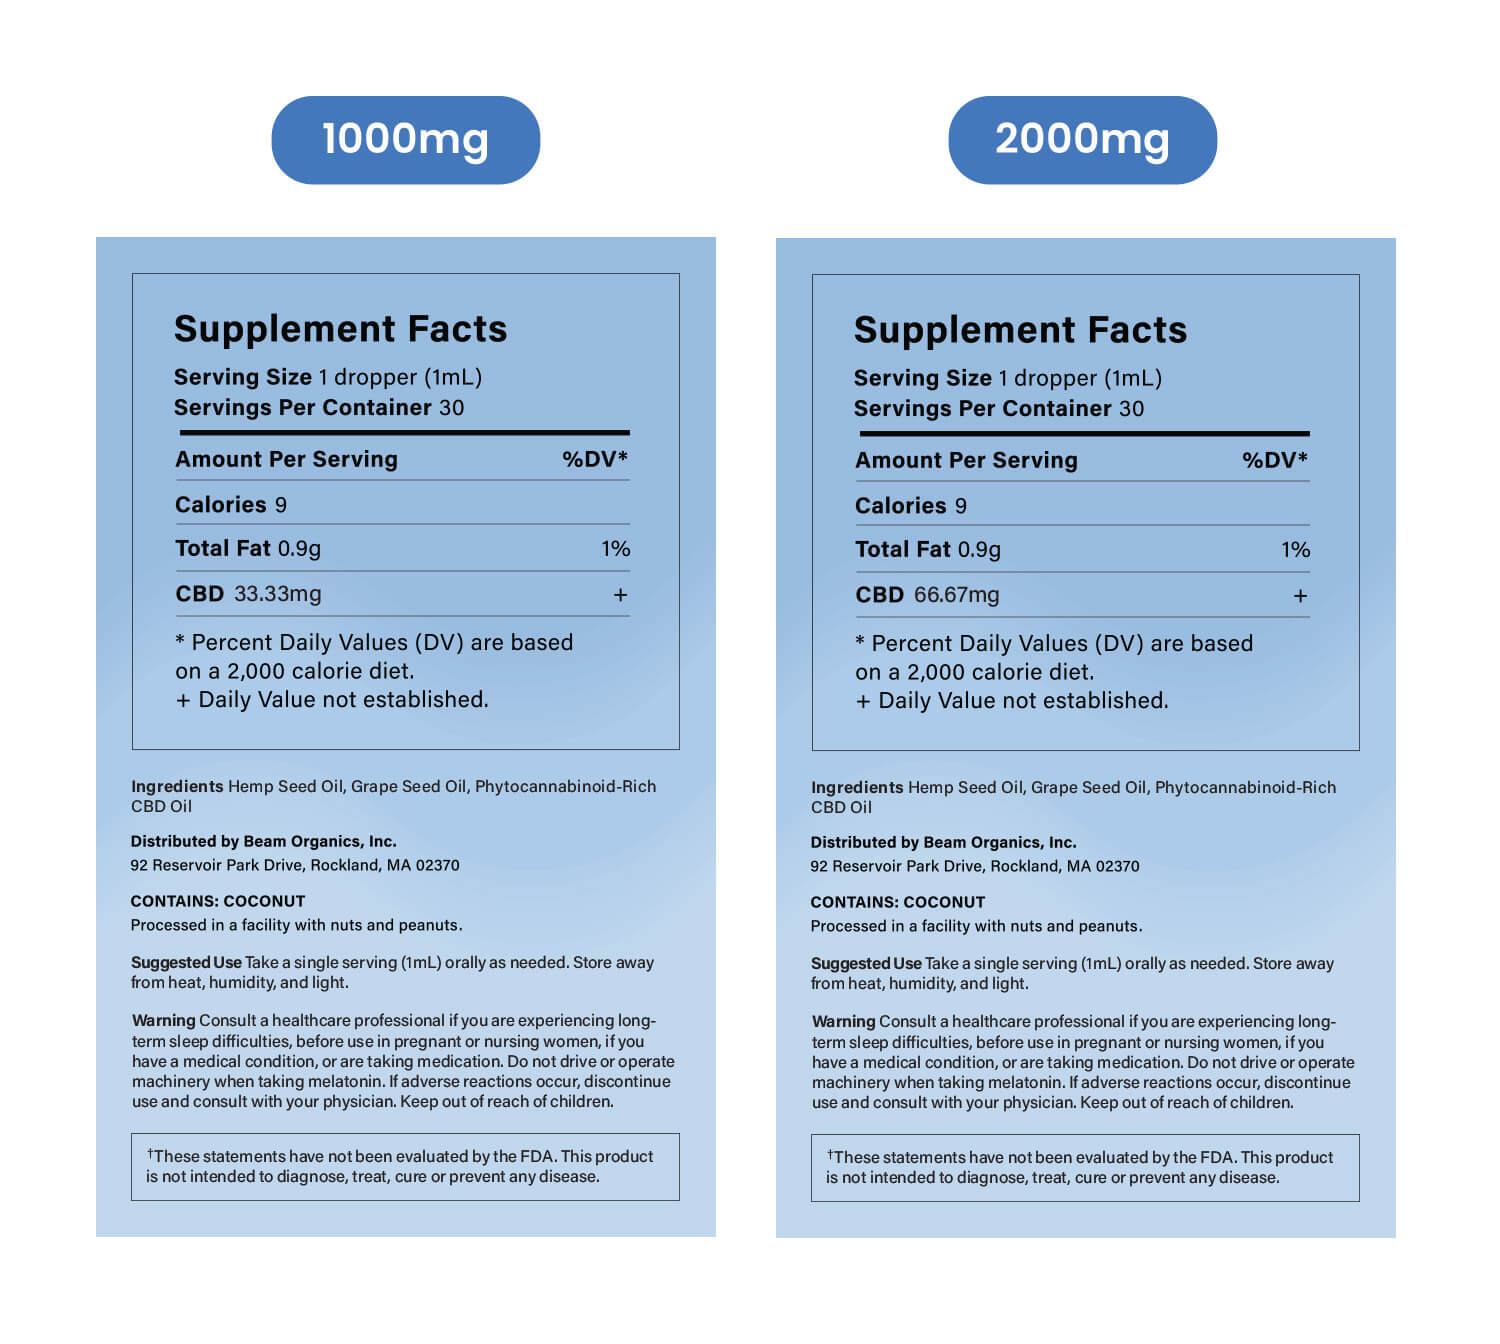 1000mg
Supplement Facts
Serving Size 1 dropper (1mL)
Servings Per Container 30
Amount Per Serving %DV*
Calories 9
Total Fat 0.9g 1%
CBD 33.33mg +
* Percent Daily Values (DV) are based
on a 2,000 calorie diet.
+ Daily Value not established.
Ingredients Hemp Seed Oil, Grape Seed Oil, Phytocannabinoid-Rich
CBD Oil
Distributed by Beam Organics, Inc.
92 Reservoir Park Drive, Rockland, MA 02370
CONTAINS: COCONUT
Processed in a facility with nuts and peanuts.
Suggested Use Take a single serving (1mL) orally as needed. Store away
from heat, humidity, and light.
Warning Consult a healthcare professional if you are experiencing long-
term sleep difficulties, before use in pregnant or nursing women, if you
have a medical condition, or are taking medication. Do not drive or operate
machinery when taking melatonin. If adverse reactions occur, discontinue
use and consult with your physician. Keep out of reach of children.
†These statements have not been evaluated by the FDA. This product
is not intended to diagnose, treat, cure or prevent any disease.
2000mg
Supplement Facts
Serving Size 1 dropper (1mL)
Servings Per Container 30
Amount Per Serving %DV*
Calories 9
Total Fat 0.9g 1%
CBD 66.67mg +
* Percent Daily Values (DV) are based
on a 2,000 calorie diet.
+ Daily Value not established.
Ingredients Hemp Seed Oil, Grape Seed Oil, Phytocannabinoid-Rich
CBD Oil
Distributed by Beam Organics, Inc.
92 Reservoir Park Drive, Rockland, MA 02370
CONTAINS: COCONUT
Processed in a facility with nuts and peanuts.
Suggested Use Take a single serving (1mL) orally as needed. Store away
from heat, humidity, and light.
Warning Consult a healthcare professional if you are experiencing long-
term sleep difficulties, before use in pregnant or nursing women, if you
have a medical condition, or are taking medication. Do not drive or operate
machinery when taking melatonin. If adverse reactions occur, discontinue
use and consult with your physician. Keep out of reach of children.
†These statements have not been evaluated by the FDA. This product
is not intended to diagnose, treat, cure or prevent any disease.